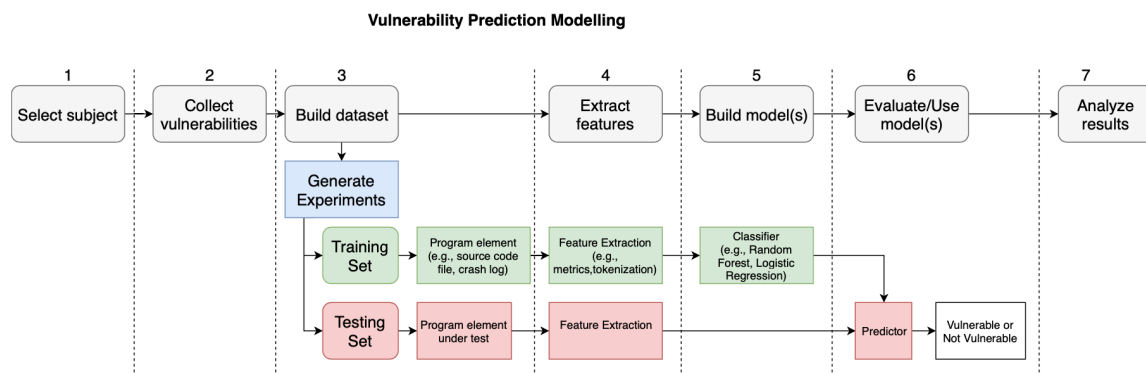 Vulnerability Prediction Modelling
1
2
3
4
5
6
7
Select subject
Collect
vulnerabilities
Build dataset
Extract
features
Build model(s)
Evaluate/Use
model(s)
Analyze
results
Generate
Experiments
Training
Set
Program element
(e.g., source code
file, crash log)
Feature Extraction
(e.g.,
metrics,tokenization)
Classifier
(e.g., Random
Forest, Logistic
Regression)
Testing
Set
Program element
under test
Feature Extraction
Predictor
Vulnerable or
Not Vulnerable